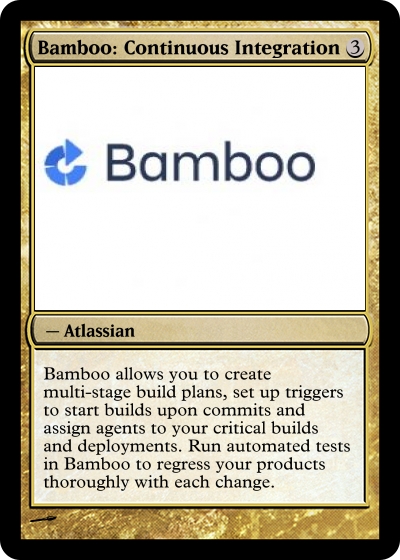 Bamboo: Continuous Integration 3
Bamboo
— Atlassian
Bamboo allows you to create
multi-stage build plans, set up triggers
to start builds upon commits and
assign agents to your critical builds
and deployments. Run automated tests
in Bamboo to regress your products
thoroughly with each change.